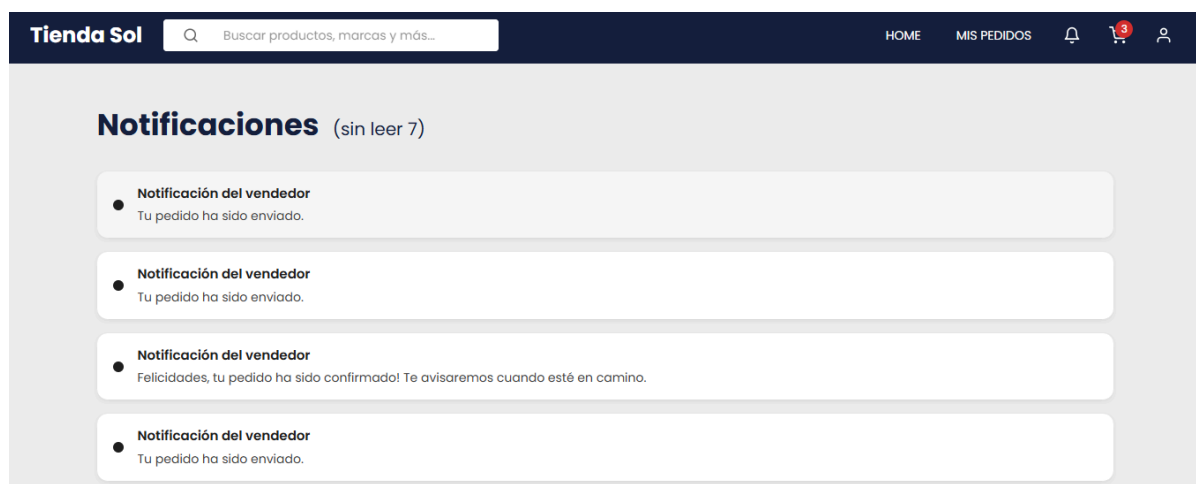 Tienda Sol
Buscar productos, marcas y más...
HOME
MIS PEDIDOS
3
Notificaciones (sin leer 7)
Notificación del vendedor
Tu pedido ha sido enviado.
Notificación del vendedor
Tu pedido ha sido enviado.
Notificación del vendedor
Felicidades, tu pedido ha sido confirmado! Te avisaremos cuando esté en camino.
Notificación del vendedor
Tu pedido ha sido enviado.